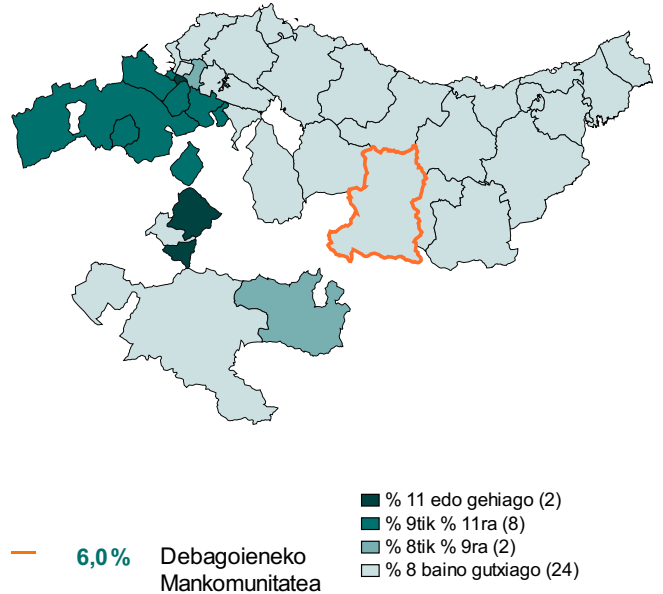 % 11 edo gehiago (2)
% 9tik % 11ra (8)
% 8tik % 9ra (2)
% 8 baino gutxiago (24)
6,0% Debagoieneko
Mankomunitatea